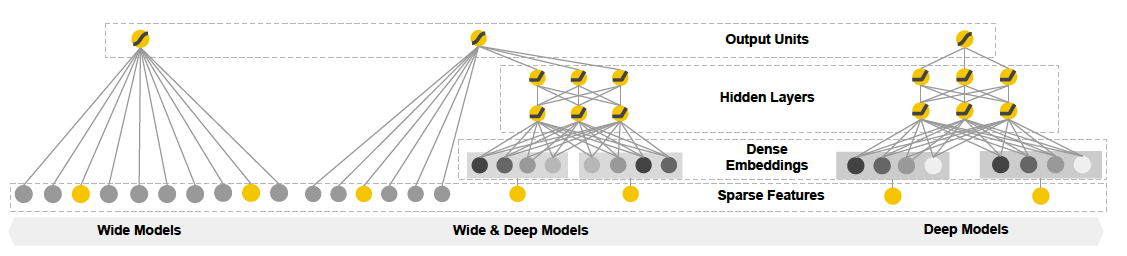 Output Units
Hidden Layers
Dense
Embeddings
Sparse Features
Wide Models
Wide & Deep Models
Deep Models